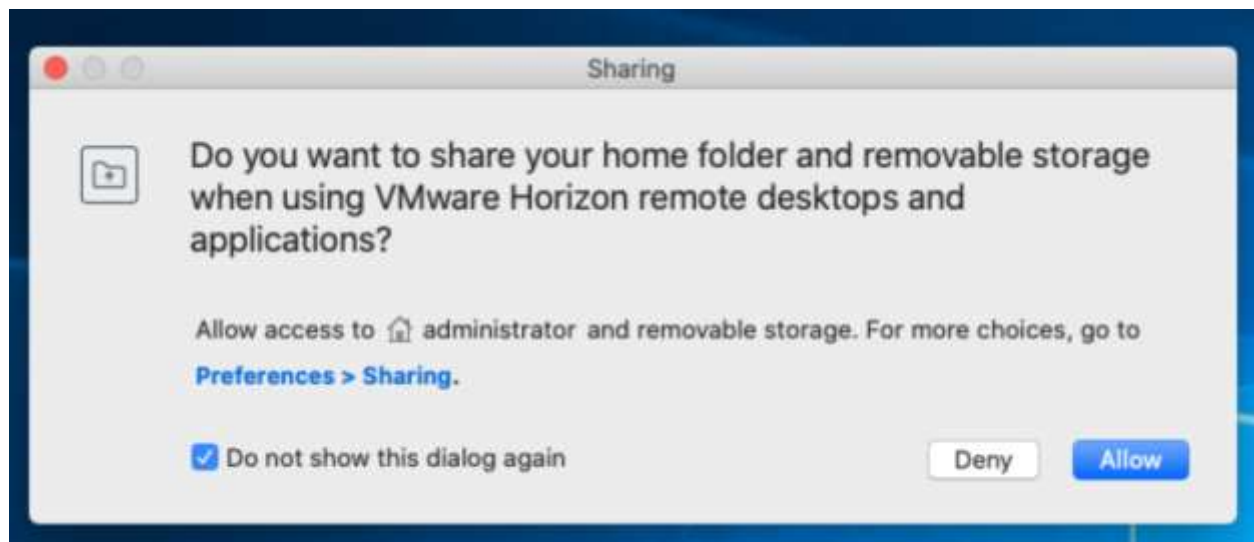 Sharing
Do you want to share your home folder and removable storage
when using VMware Horizon remote desktops and
applications?
Allow access to administrator and removable storage. For more choices, go to
Preferences > Sharing.
Do not show this dialog again
Deny
Allow